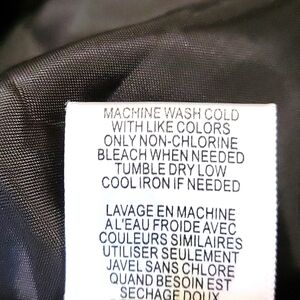 MACHINE WASH COLD
WITH LIKE COLORS
ONLY NON-CHLORINE
BLEACH WHEN NEEDED
TUMBLE DRY LOW
COOL IRON IF NEEDED
LAVAGE EN MACHINE
A L'EAU FROIDE AVEC
COULEURS SIMILAIRES
UTILISER SEULEMENT
JAVEL SANS CHLORE
QUAND BESOIN EST
SECHAGE DOUX